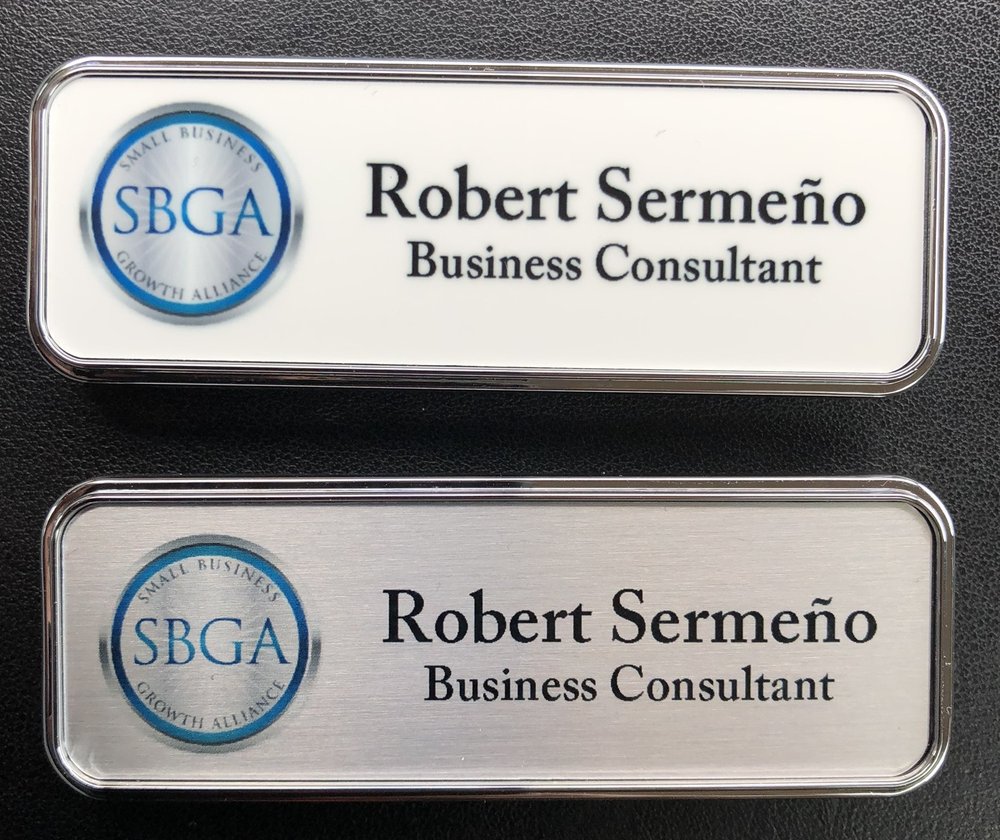 SMALL BUSINESS
SBGA
GROWTH ALLIANCE
Robert Sermeño
Business Consultant
SMALL BUSINESS
SBGA
GROWTH ALLIANCE
Robert Sermeño
Business Consultant